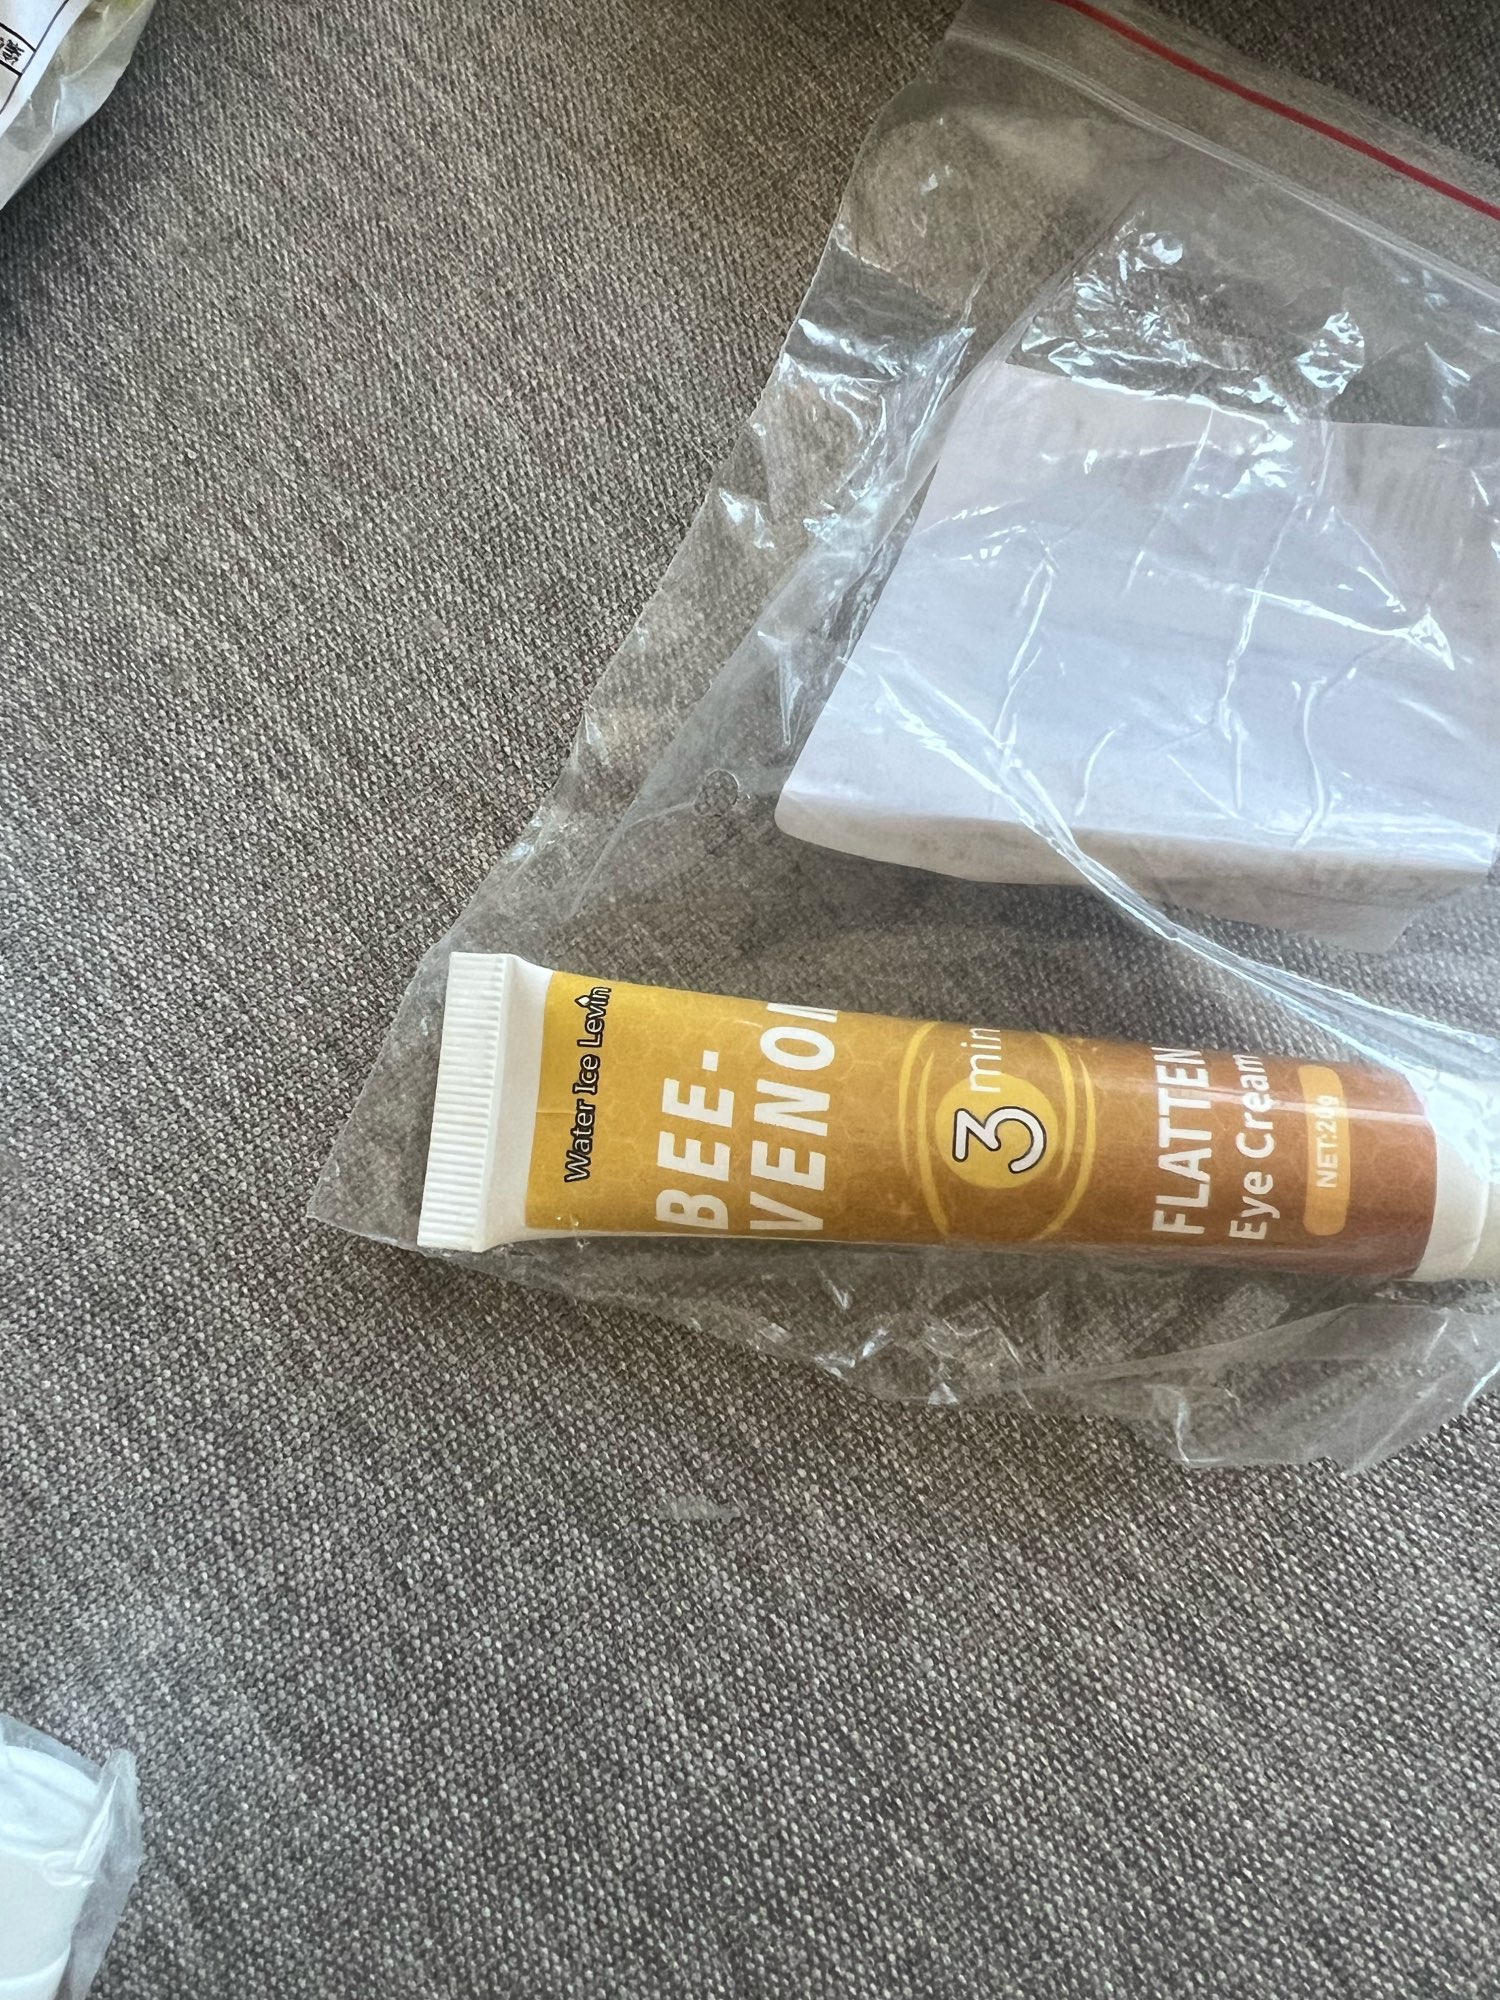 Water Ice Levin
BEE-
VENO
3 min
FLATTEN
Eye Cream
NET:20g